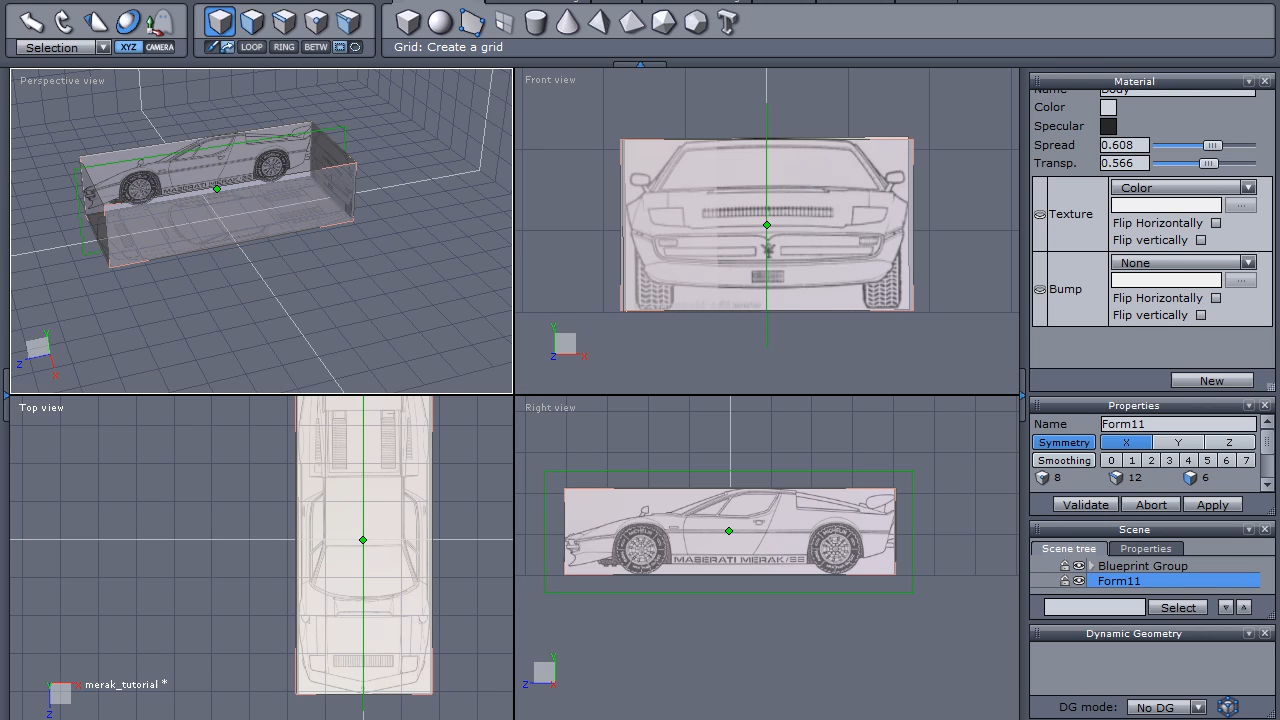 Selection
XYZ CAMERA
LOOP RING BETW
Grid: Create a grid
Perspective view
Front view
Top view
Right view
Y
Z
X
Y
Z X
X
Y
Z
merak_tutorial *
Y
Z X
MASERATI MERAK/SS
Material
Name Body
Color
Specular
Spread 0.608
Transp. 0.566
Texture
Color
...
Flip Horizontally
Flip vertically
Bump
None
...
Flip Horizontally
Flip vertically
New
Properties
Name Form11
Symmetry X Y Z
Smoothing 0 1 2 3 4 5 6 7
8 12 6
Validate Abort Apply
Scene
Scene tree Properties
Blueprint Group
Form11
Select
Dynamic Geometry
DG mode: No DG